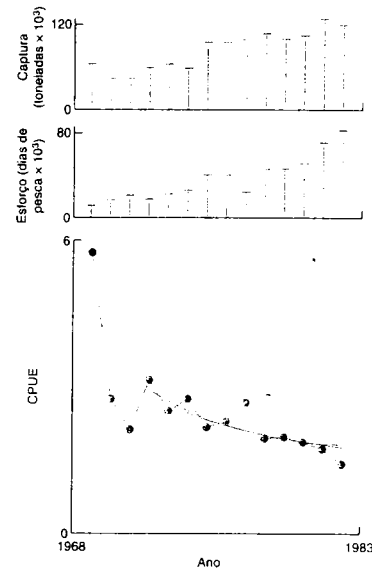 Captura
(toneladas × 10³)
120
0
Esforço (dias de
pesca × 10³)
80
0
CPUE
6
0
1968
1983
Ano